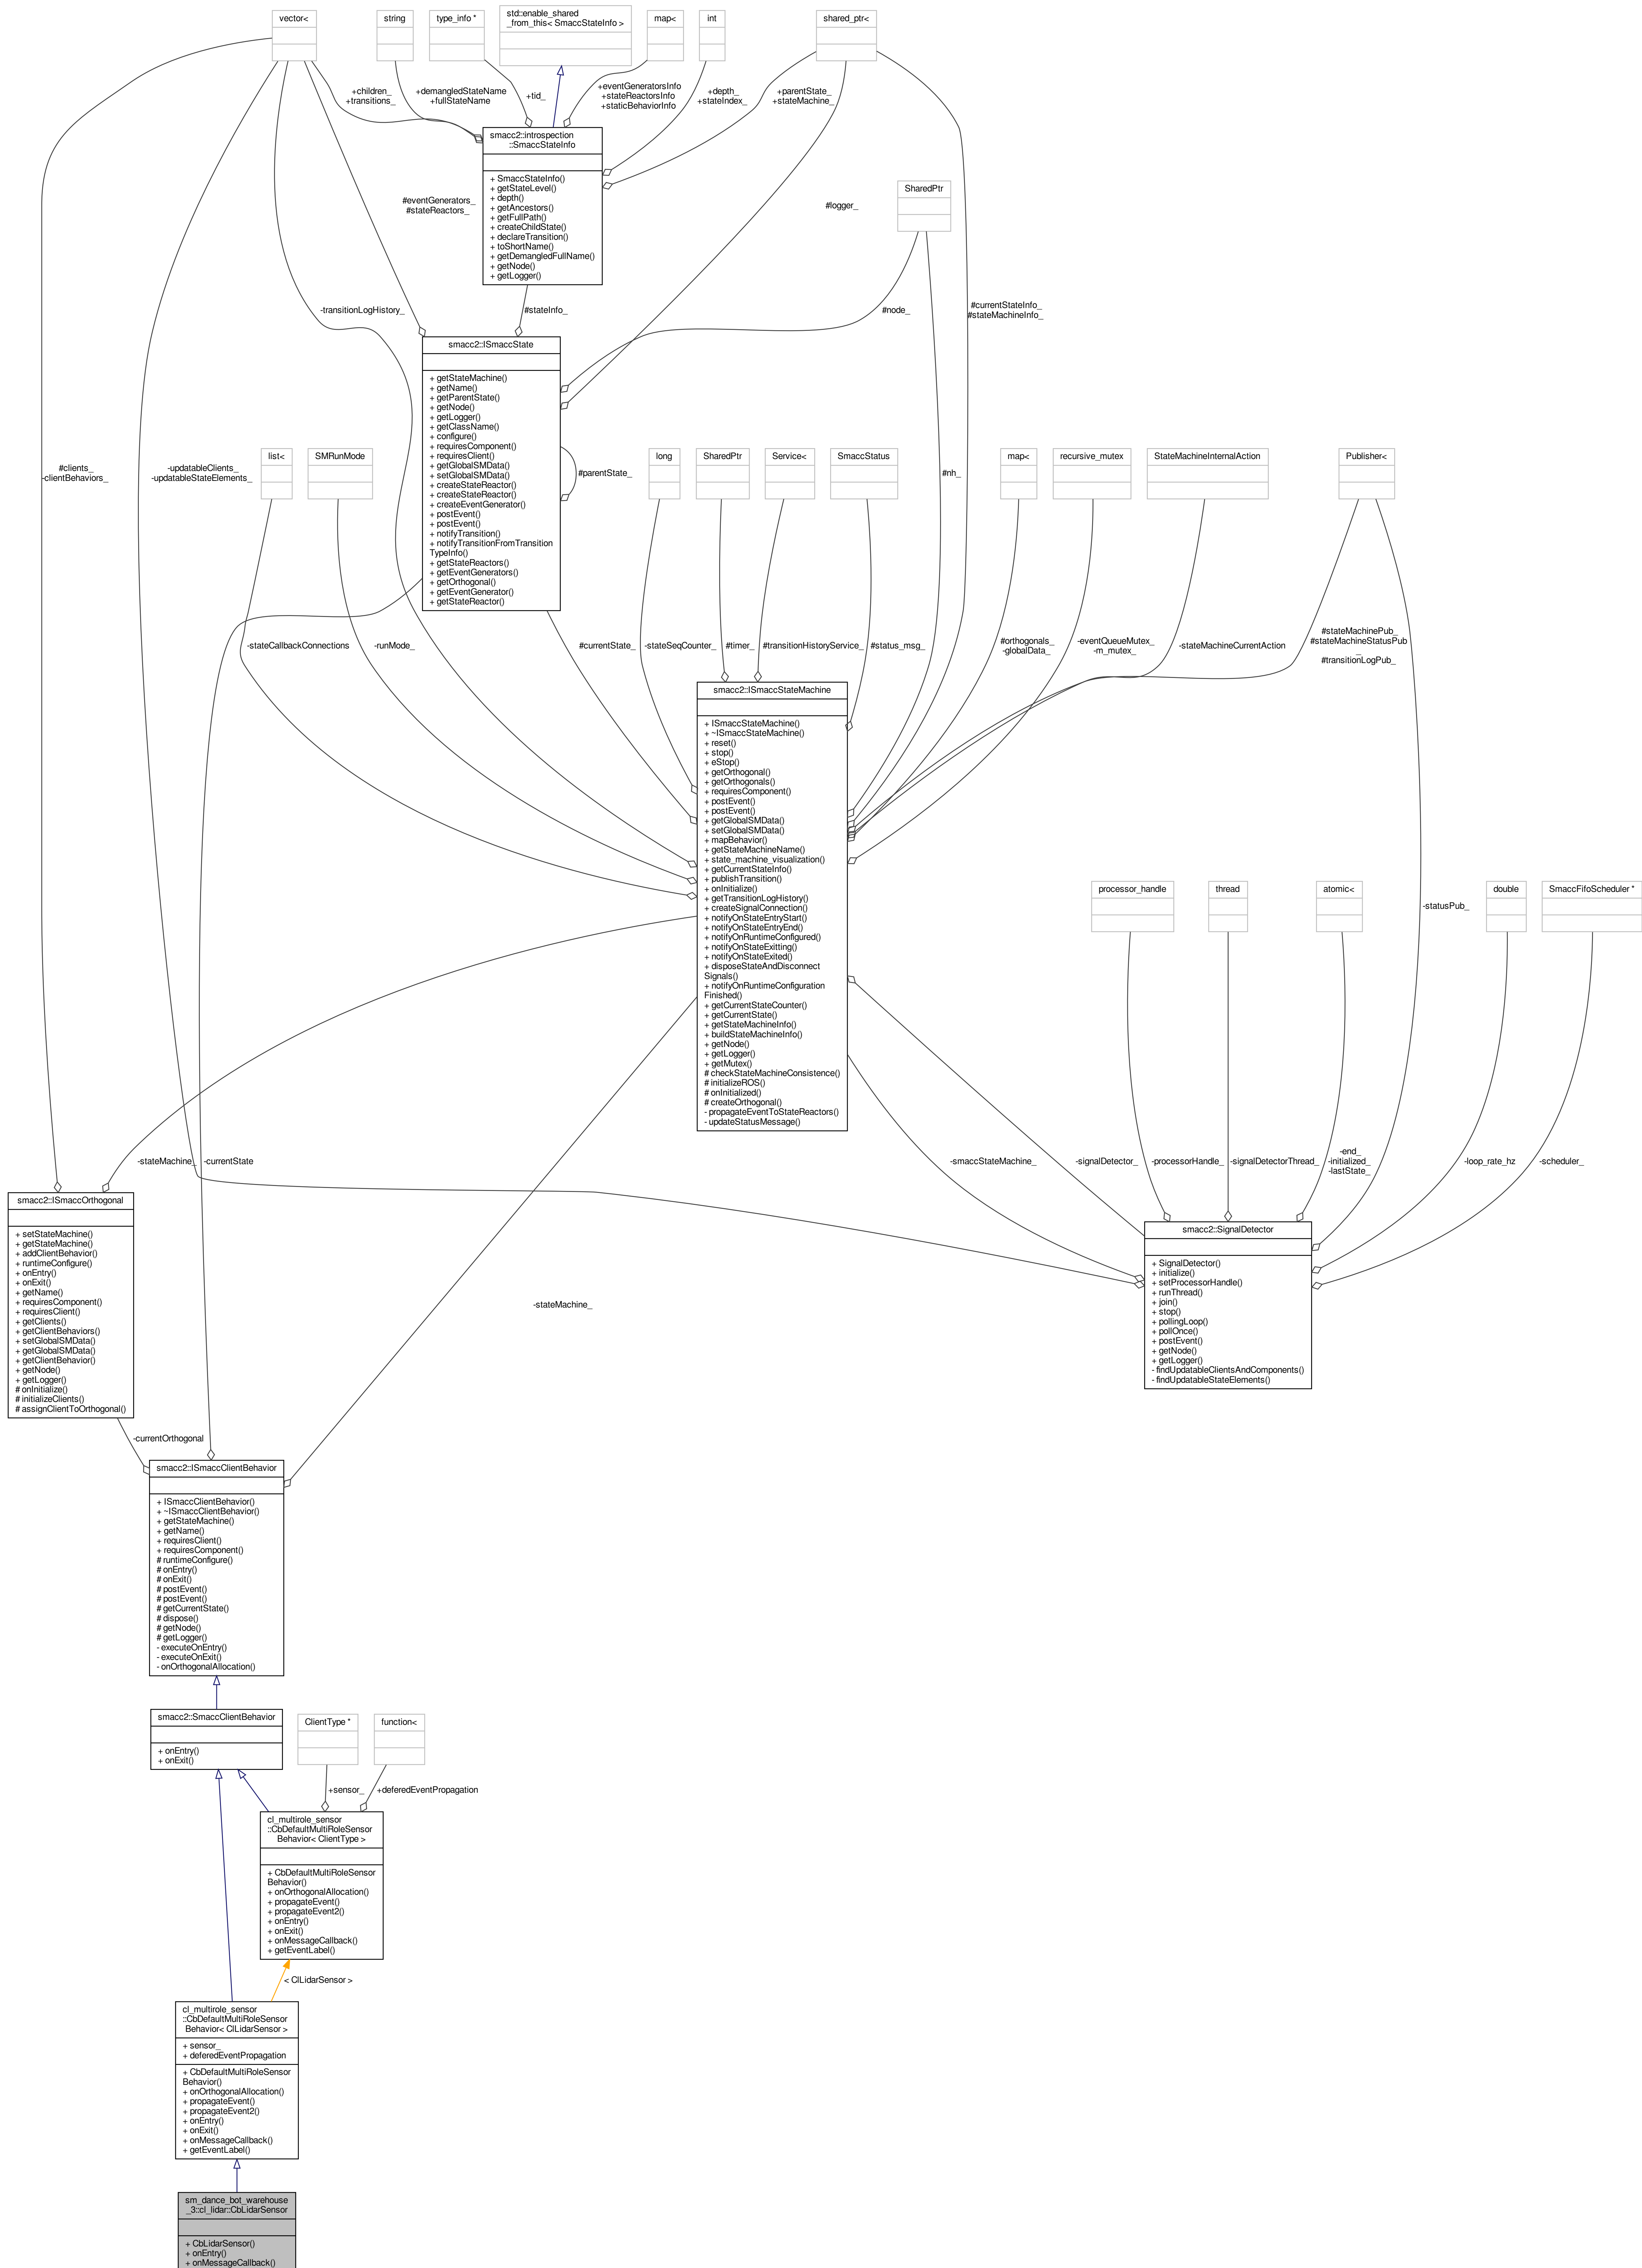 vector<
string
type_info *
std::enable_shared
_from_this< SmaccStateInfo >
map<
int
shared_ptr<
+children_
+transitions_
+demangledStateName
+fullStateName
+tid_
+eventGeneratorsInfo
+stateReactorsInfo
+staticBehaviorInfo
+depth_
+stateIndex_
+parentState_
+stateMachine_
smacc2::introspection
::SmaccStateInfo
+ SmaccStateInfo()
+ getStateLevel()
+ depth()
+ getAncestors()
+ getFullPath()
+ createChildState()
+ declareTransition()
+ toShortName()
+ getDemangledFullName()
+ getNode()
+ getLogger()
SharedPtr
#eventGenerators_
#stateReactors_
#logger_
-transitionLogHistory_
#stateInfo_
#node_
#currentStateInfo_
#stateMachineInfo_
smacc2::ISmaccState
+ getStateMachine()
+ getName()
+ getParentState()
+ getNode()
+ getLogger()
+ getClassName()
+ configure()
+ requiresComponent()
+ requiresClient()
+ getGlobalSMData()
+ setGlobalSMData()
+ createStateReactor()
+ createStateReactor()
+ createEventGenerator()
+ postEvent()
+ postEvent()
+ notifyTransition()
+ notifyTransitionFromTransition
TypeInfo()
+ getStateReactors()
+ getEventGenerators()
+ getOrthogonal()
+ getEventGenerator()
+ getStateReactor()
#clients_
-clientBehaviors_
-updatableClients_
-updatableStateElements_
list<
SMRunMode
#parentState_
long
SharedPtr
Service<
SmaccStatus
#nh_
map<
recursive_mutex
StateMachineInternalAction
Publisher<
-stateCallbackConnections
-runMode_
#currentState_
-stateSeqCounter_
#timer_
#transitionHistoryService_
#status_msg_
#orthogonals_
-globalData_
-eventQueueMutex_
-m_mutex_
-stateMachineCurrentAction
#stateMachinePub_
#stateMachineStatusPub
_
#transitionLogPub_
smacc2::ISmaccStateMachine
+ ISmaccStateMachine()
+ ~ISmaccStateMachine()
+ reset()
+ stop()
+ eStop()
+ getOrthogonal()
+ getOrthogonals()
+ requiresComponent()
+ postEvent()
+ postEvent()
+ getGlobalSMData()
+ setGlobalSMData()
+ mapBehavior()
+ getStateMachineName()
+ state_machine_visualization()
+ getCurrentStateInfo()
+ publishTransition()
+ onInitialize()
+ getTransitionLogHistory()
+ createSignalConnection()
+ notifyOnStateEntryStart()
+ notifyOnStateEntryEnd()
+ notifyOnRuntimeConfigured()
+ notifyOnStateExitting()
+ notifyOnStateExited()
+ disposeStateAndDisconnect
Signals()
+ notifyOnRuntimeConfiguration
Finished()
+ getCurrentStateCounter()
+ getCurrentState()
+ getStateMachineInfo()
+ buildStateMachineInfo()
+ getNode()
+ getLogger()
+ getMutex()
# checkStateMachineConsistence()
# initializeROS()
# onInitialized()
# createOrthogonal()
- propagateEventToStateReactors()
- updateStatusMessage()
processor_handle
thread
atomic<
double
SmaccFifoScheduler *
-statusPub_
-stateMachine_
-currentState
-smaccStateMachine_
-signalDetector_
-processorHandle_
-signalDetectorThread_
-end_
-initialized_
-lastState_
-loop_rate_hz
-scheduler_
smacc2::ISmaccOrthogonal
+ setStateMachine()
+ getStateMachine()
+ addClientBehavior()
+ runtimeConfigure()
+ onEntry()
+ onExit()
+ getName()
+ requiresComponent()
+ requiresClient()
+ getClients()
+ getClientBehaviors()
+ setGlobalSMData()
+ getGlobalSMData()
+ getClientBehavior()
+ getNode()
+ getLogger()
# onInitialize()
# initializeClients()
# assignClientToOrthogonal()
smacc2::SignalDetector
+ SignalDetector()
+ initialize()
+ setProcessorHandle()
+ runThread()
+ join()
+ stop()
+ pollingLoop()
+ pollOnce()
+ postEvent()
+ getNode()
+ getLogger()
- findUpdatableClientsAndComponents()
- findUpdatableStateElements()
-stateMachine_
-currentOrthogonal
smacc2::ISmaccClientBehavior
+ ISmaccClientBehavior()
+ ~ISmaccClientBehavior()
+ getStateMachine()
+ getName()
+ requiresClient()
+ requiresComponent()
# runtimeConfigure()
# onEntry()
# onExit()
# postEvent()
# postEvent()
# getCurrentState()
# dispose()
# getNode()
# getLogger()
- executeOnEntry()
- executeOnExit()
- onOrthogonalAllocation()
smacc2::SmaccClientBehavior
+ onEntry()
+ onExit()
ClientType *
function<
+sensor_
+deferedEventPropagation
cl_multirole_sensor
::CbDefaultMultiRoleSensor
Behavior< ClientType >
+ CbDefaultMultiRoleSensor
Behavior()
+ onOrthogonalAllocation()
+ propagateEvent()
+ propagateEvent2()
+ onEntry()
+ onExit()
+ onMessageCallback()
+ getEventLabel()
< ClLidarSensor >
cl_multirole_sensor
::CbDefaultMultiRoleSensor
Behavior< ClLidarSensor >
+ sensor_
+ deferedEventPropagation
+ CbDefaultMultiRoleSensor
Behavior()
+ onOrthogonalAllocation()
+ propagateEvent()
+ propagateEvent2()
+ onEntry()
+ onExit()
+ onMessageCallback()
+ getEventLabel()
sm_dance_bot_warehouse
_3::cl_lidar::CbLidarSensor
+ CbLidarSensor()
+ onEntry()
+ onMessageCallback()